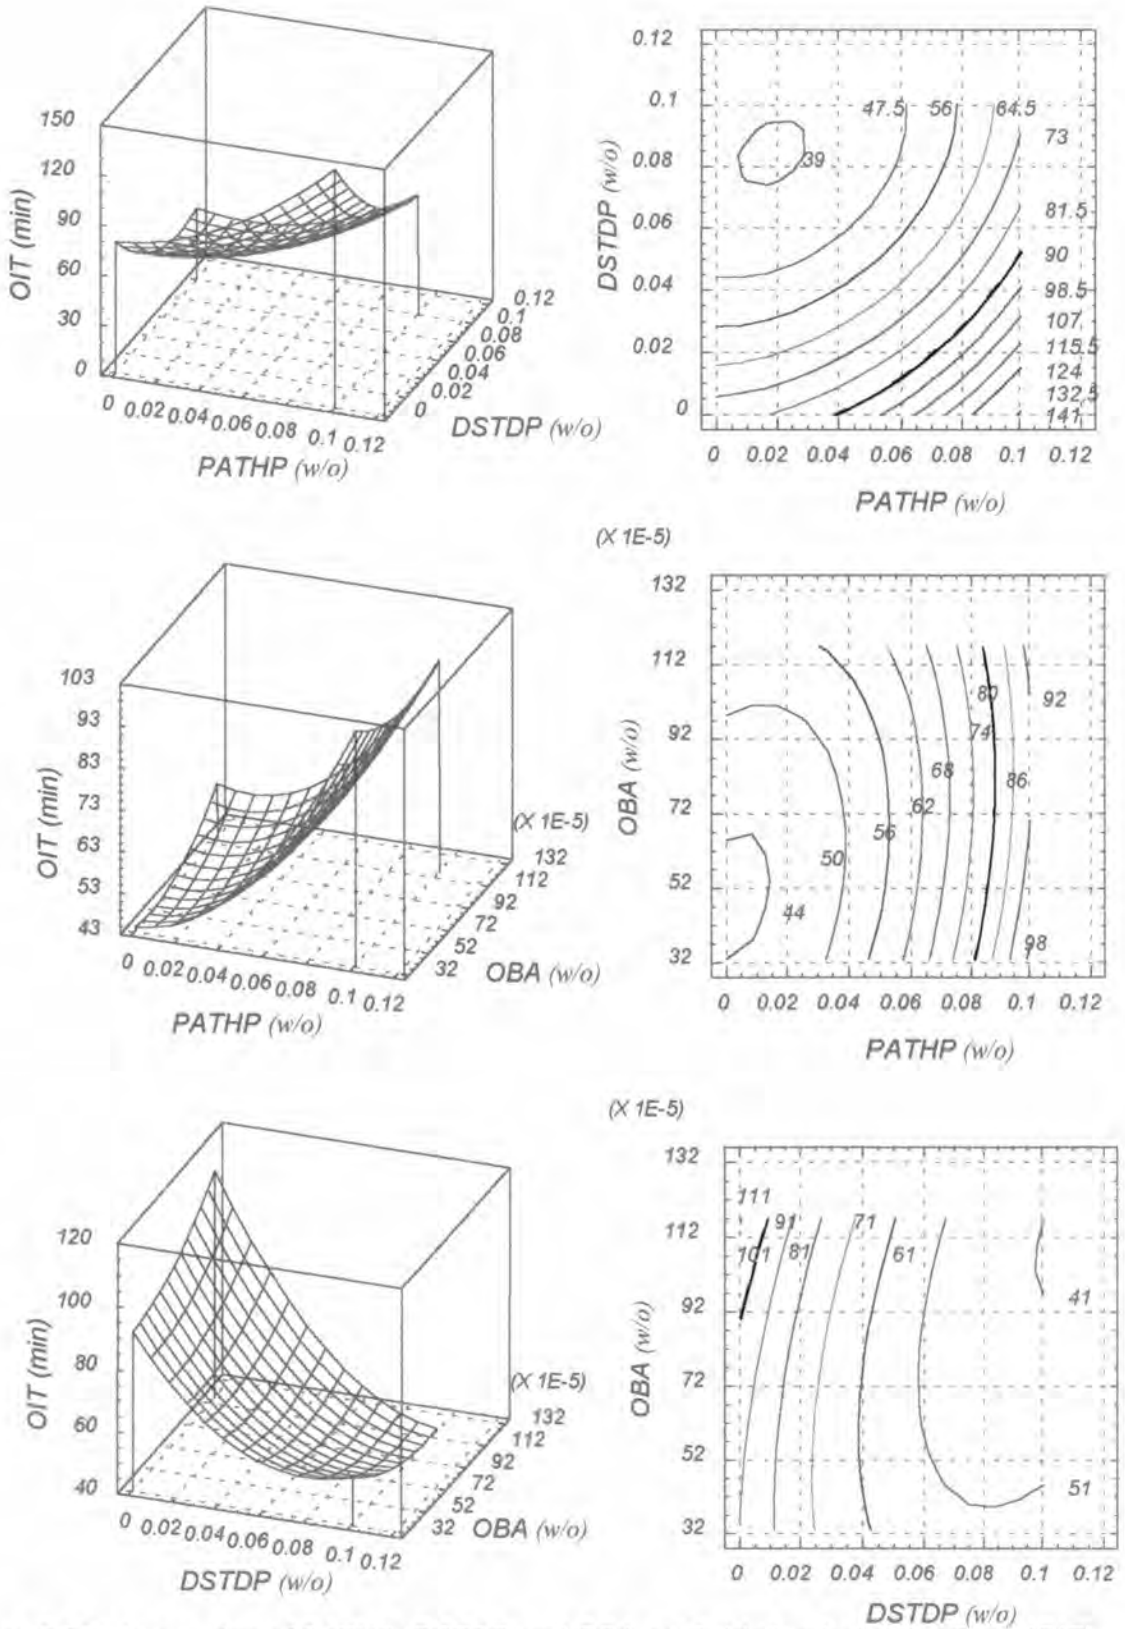 150
120
90
60
30
0
OIT (min)
0 0.02 0.04 0.06 0.08 0.1 0.12
PATHP (w/o)
0 0.02 0.04 0.06 0.08 0.1 0.12
DSTDP (w/o)
0.12
0.1
0.08
0.06
0.04
0.02
0
DSTDP (w/o)
47.5 56 64.5
73
39
81.5
90
98.5
107
115.5
124
132.5
141
0 0.02 0.04 0.06 0.08 0.1 0.12
PATHP (w/o)
103
93
83
73
63
53
43
OIT (min)
0 0.02 0.04 0.06 0.08 0.1 0.12
PATHP (w/o)
(X 1E-5)
132
112
92
72
52
32
OBA (w/o)
(X 1E-5)
132
112
92
72
52
32
OBA (w/o)
80
92
74
68
86
62
56
50
44
98
0 0.02 0.04 0.06 0.08 0.1 0.12
PATHP (w/o)
120
100
80
60
40
OIT (min)
0 0.02 0.04 0.06 0.08 0.1 0.12
DSTDP (w/o)
(X 1E-5)
132
112
92
72
52
32
OBA (w/o)
(X 1E-5)
132
112
92
72
52
32
OBA (w/o)
111
91 71
101 81 61
41
51
0 0.02 0.04 0.06 0.08 0.1 0.12
DSTDP (w/o)